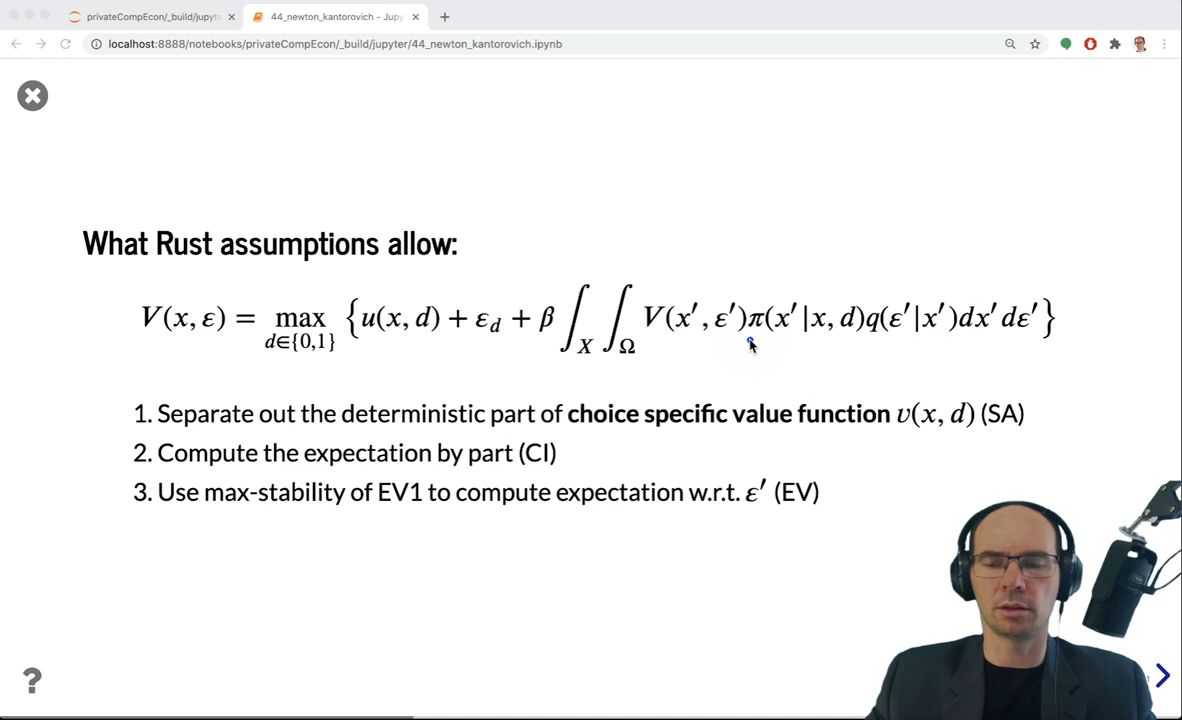 privateCompEcon/_build/jupyte
44_newton_kantorovich - Jupy
localhost:8888/notebooks/privateCompEcon/_build/jupyter/44_newton_kantorovich.ipynb
What Rust assumptions allow:
V(x, ε) = max_{d∈{0,1}} {u(x, d) + ε_d + β ∫_X ∫_Ω V(x′, ε′)π(x′|x, d)q(ε′|x′)dx′dε′}
1. Separate out the deterministic part of choice specific value function v(x, d) (SA)
2. Compute the expectation by part (CI)
3. Use max-stability of EV1 to compute expectation w.r.t. ε′ (EV)
?